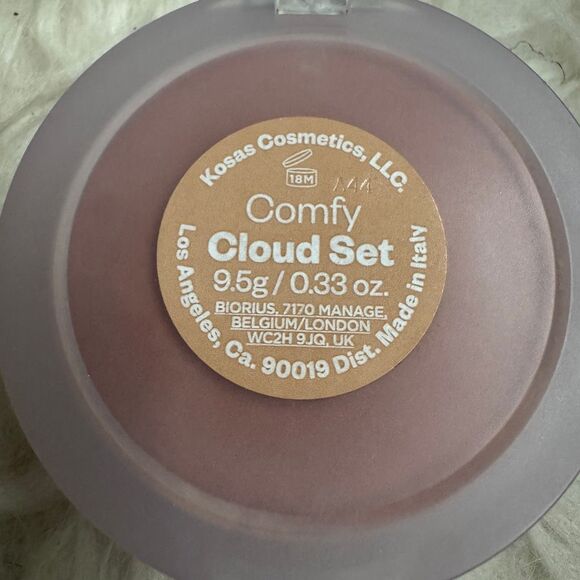 Kosas Cosmetics, LLC.
18M
A44
Comfy
Cloud Set
9.5g / 0.33 oz.
BIORIUS, 7170 MANAGE,
BELGIUM/LONDON
WC2H 9JQ, UK
Los Angeles, Ca. 90019 Dist. Made in Italy